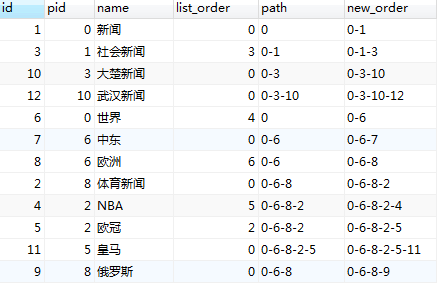 id pid name list_order path new_order
1 0 新闻 0 0 0-1
3 1 社会新闻 3 0-1 0-1-3
10 3 大楚新闻 0 0-3 0-3-10
12 10 武汉新闻 0 0-3-10 0-3-10-12
6 0 世界 4 0 0-6
7 6 中东 0 0-6 0-6-7
8 6 欧洲 6 0-6 0-6-8
2 8 体育新闻 0 0-6-8 0-6-8-2
4 2 NBA 5 0-6-8-2 0-6-8-2-4
5 2 欧冠 2 0-6-8-2 0-6-8-2-5
11 5 皇马 0 0-6-8-2-5 0-6-8-2-5-11
9 8 俄罗斯 0 0-6-8 0-6-8-9